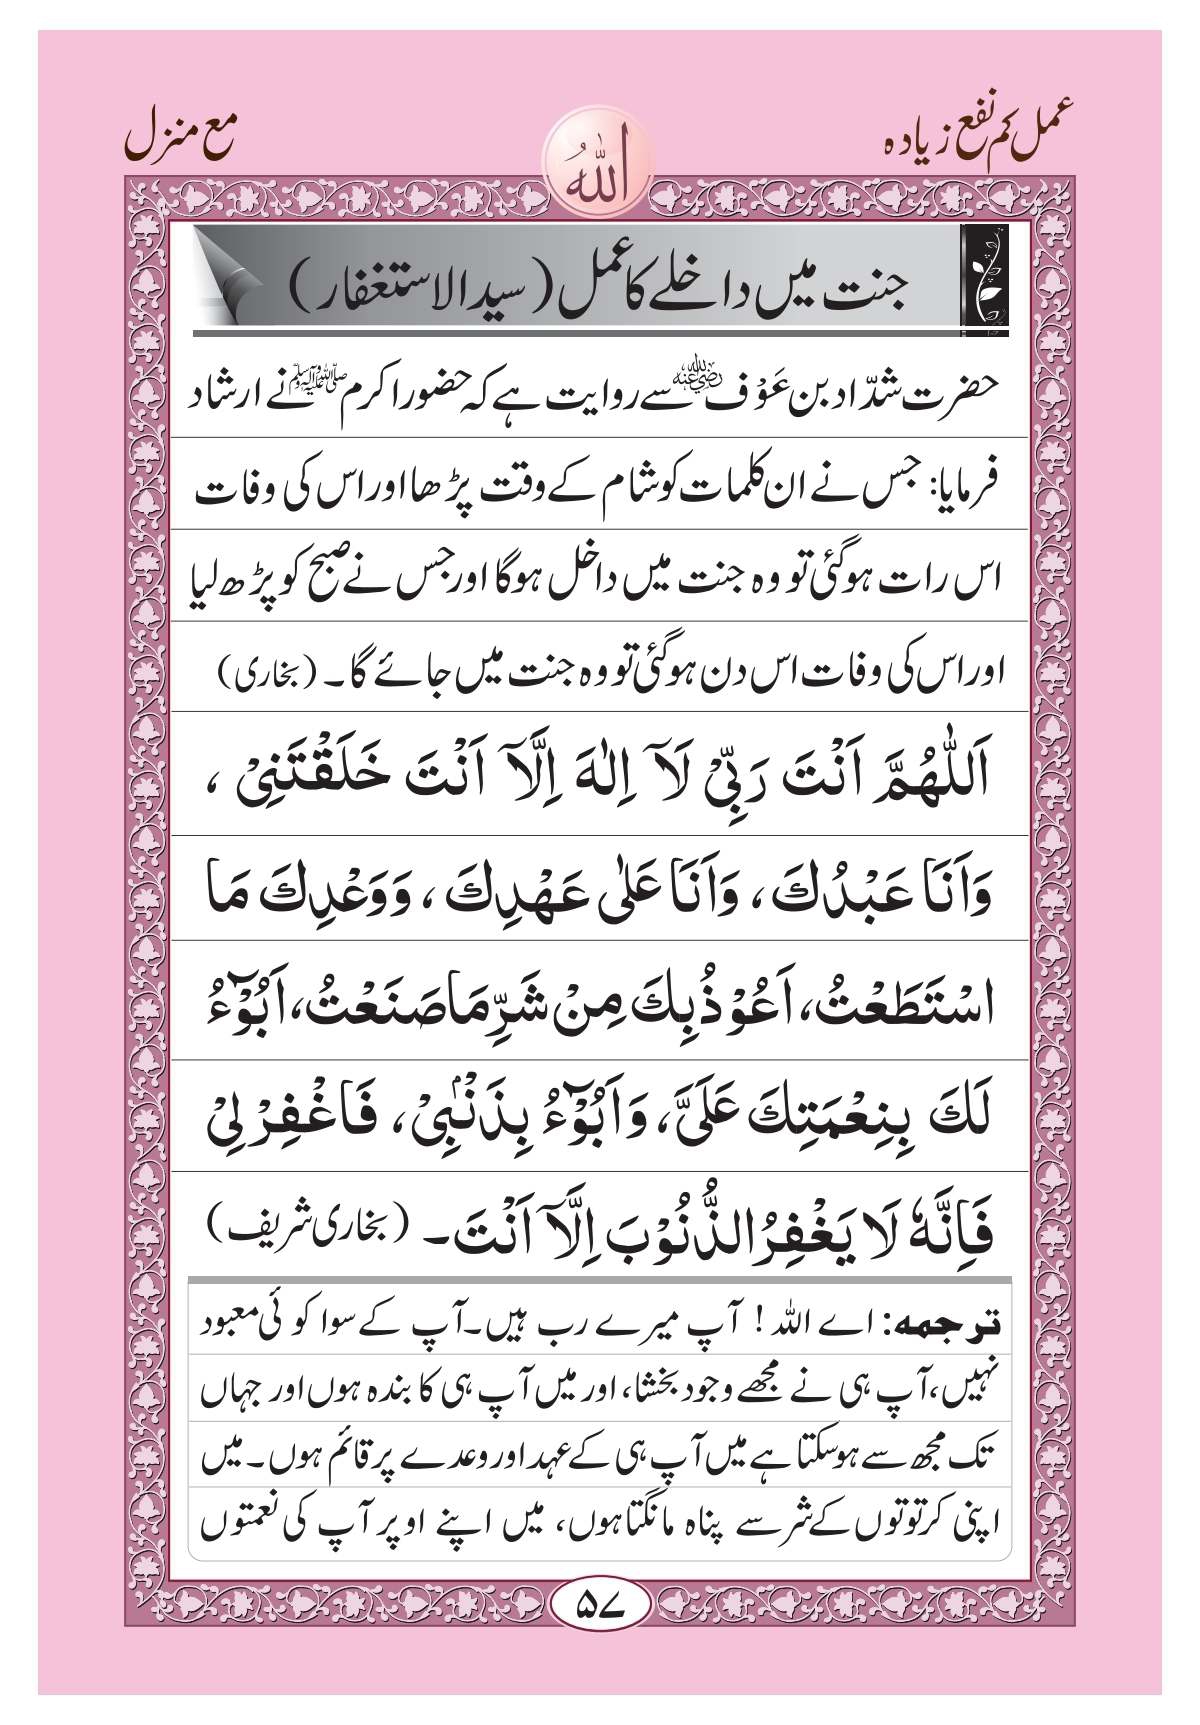 عمل کم نفع زیادہ
مع منزل
اللہ
جنت میں داخلے کا عمل (سید الاستغفار)
حضرت شدّاد بن عَوْف رضی اللہ عنہ سے روایت ہے کہ حضور اکرم ﷺ نے ارشاد
فرمایا: جس نے ان کلمات کو شام کے وقت پڑھا اور اس کی وفات
اس رات ہوگئی تو وہ جنت میں داخل ہوگا اور جس نے صبح کو پڑھ لیا
اور اس کی وفات اس دن ہوگئی تو وہ جنت میں جائے گا۔ (بخاری)
اَللّٰهُمَّ اَنْتَ رَبِّیْ لَآ اِلٰهَ اِلَّآ اَنْتَ خَلَقْتَنِیْ ،
وَاَنَا عَبْدُكَ ، وَاَنَا عَلٰی عَهْدِكَ ، وَوَعْدِكَ مَا
اسْتَطَعْتُ، اَعُوْذُ بِكَ مِنْ شَرِّ مَا صَنَعْتُ، اَبُوْٓءُ
لَكَ بِنِعْمَتِكَ عَلَیَّ، وَاَبُوْٓءُ بِذَنْۢبِیْ، فَاغْفِرْ لِیْ
فَاِنَّهٗ لَا یَغْفِرُ الذُّنُوْبَ اِلَّآ اَنْتَ۔ (بخاری شریف)
ترجمہ: اے اللہ! آپ میرے رب ہیں۔ آپ کے سوا کوئی معبود
نہیں، آپ ہی نے مجھے وجود بخشا، اور میں آپ ہی کا بندہ ہوں اور جہاں
تک مجھ سے ہوسکتا ہے میں آپ ہی کے عہد اور وعدے پر قائم ہوں۔ میں
اپنی کرتوتوں کے شر سے پناہ مانگتا ہوں، میں اپنے اوپر آپ کی نعمتوں
۵۷